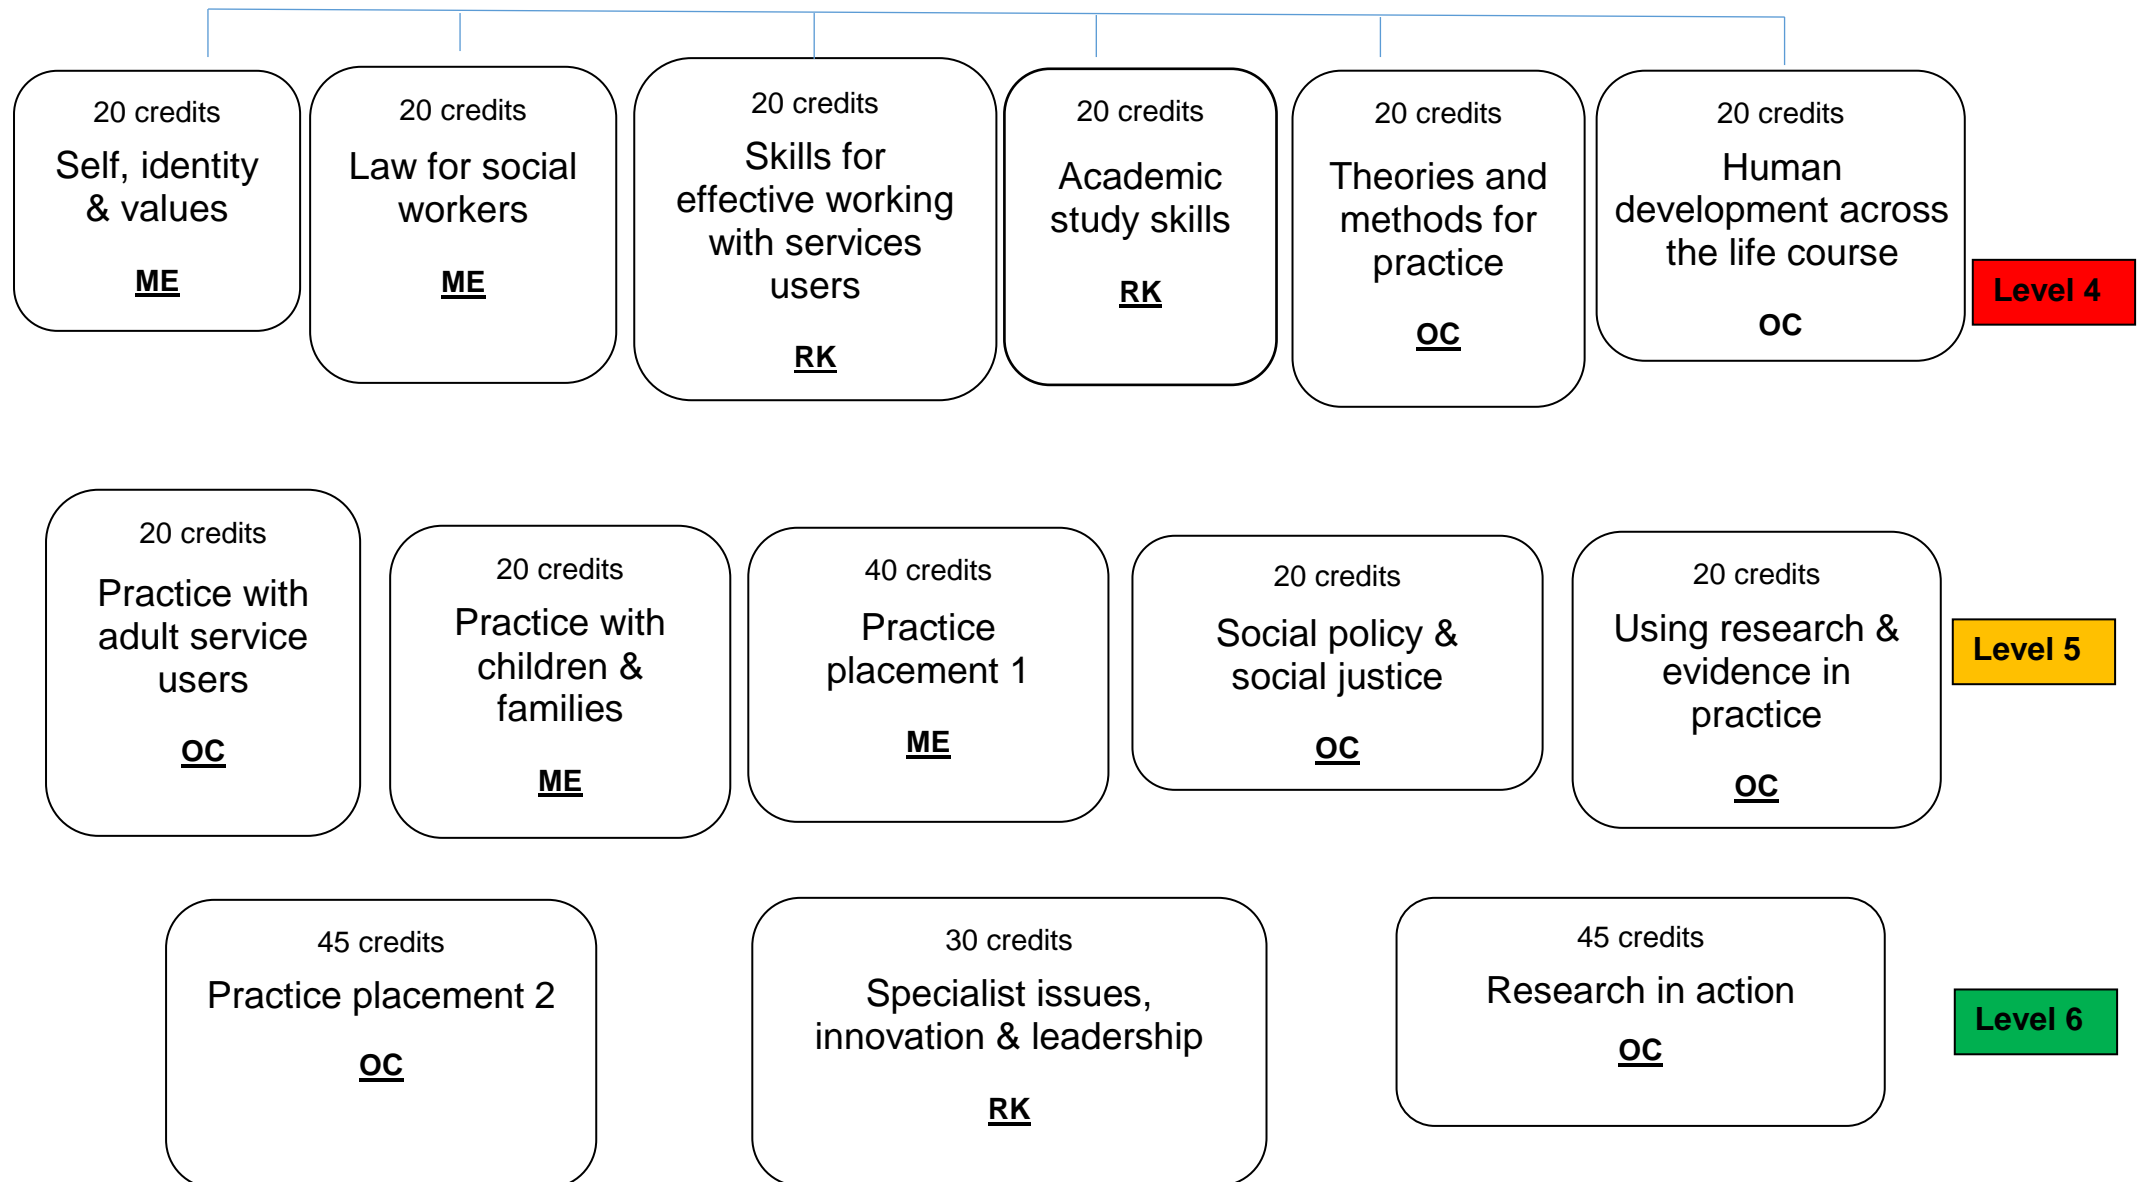 20 credits
Self, identity
& values
ME
20 credits
Law for social
workers
ME
20 credits
Skills for
effective working
with services
users
RK
20 credits
Academic
study skills
RK
20 credits
Theories and
methods for
practice
OC
20 credits
Human
development across
the life course
OC
Level 4
20 credits
Practice with
adult service
users
OC
20 credits
Practice with
children &
families
ME
40 credits
Practice
placement 1
ME
20 credits
Social policy &
social justice
OC
20 credits
Using research &
evidence in
practice
OC
Level 5
45 credits
Practice placement 2
OC
30 credits
Specialist issues,
innovation & leadership
RK
45 credits
Research in action
OC
Level 6